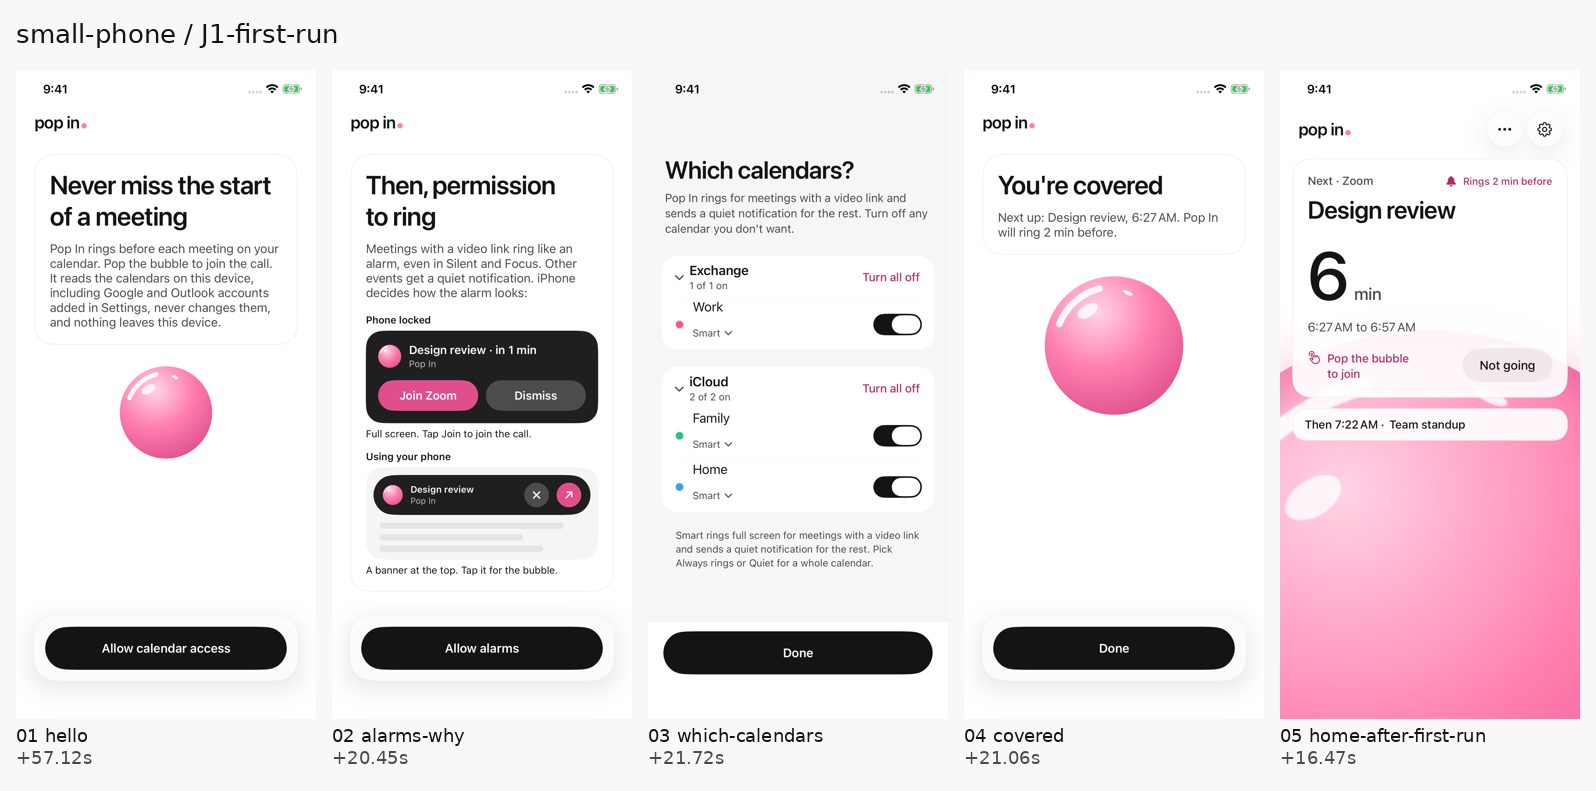 small-phone / J1-first-run
9:41
pop in.
Never miss the start
of a meeting
Pop In rings before each meeting on your
calendar. Pop the bubble to join the call.
It reads the calendars on this device,
including Google and Outlook accounts
added in Settings, never changes them,
and nothing leaves this device.
Allow calendar access
01 hello
+57.12s
9:41
pop in.
Then, permission
to ring
Meetings with a video link ring like an
alarm, even in Silent and Focus. Other
events get a quiet notification. iPhone
decides how the alarm looks:
Phone locked
Design review · in 1 min
Pop In
Join Zoom
Dismiss
Full screen. Tap Join to join the call.
Using your phone
Design review
Pop In
A banner at the top. Tap it for the bubble.
Allow alarms
02 alarms-why
+20.45s
9:41
Which calendars?
Pop In rings for meetings with a video link and
sends a quiet notification for the rest. Turn off any
calendar you don't want.
Exchange
1 of 1 on
Turn all off
Work
Smart
iCloud
2 of 2 on
Turn all off
Family
Smart
Home
Smart
Smart rings full screen for meetings with a video link
and sends a quiet notification for the rest. Pick
Always rings or Quiet for a whole calendar.
Done
03 which-calendars
+21.72s
9:41
pop in.
You're covered
Next up: Design review, 6:27 AM. Pop In
will ring 2 min before.
Done
04 covered
+21.06s
9:41
pop in.
Next · Zoom
Rings 2 min before
Design review
6 min
6:27 AM to 6:57 AM
Pop the bubble
to join
Not going
Then 7:22 AM · Team standup
05 home-after-first-run
+16.47s